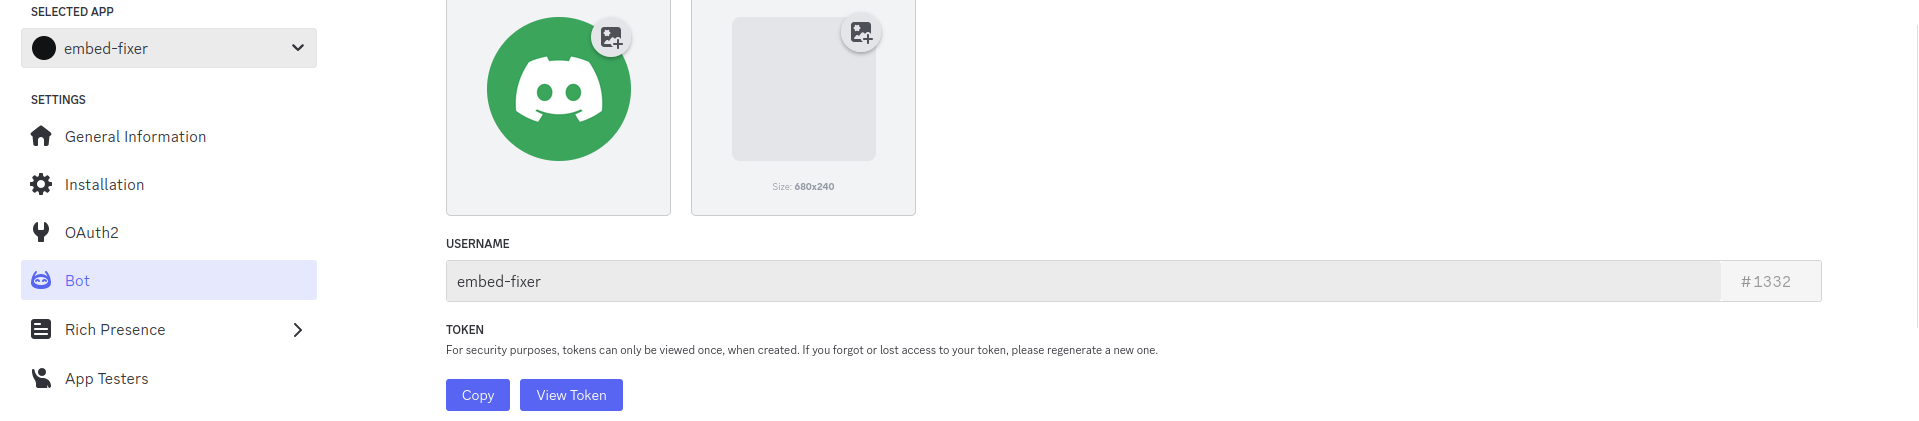 SELECTED APP
embed-fixer
SETTINGS
General Information
Installation
OAuth2
Bot
Rich Presence
App Testers
Size: 680x240
USERNAME
embed-fixer #1332
TOKEN
For security purposes, tokens can only be viewed once, when created. If you forgot or lost access to your token, please regenerate a new one.
Copy View Token